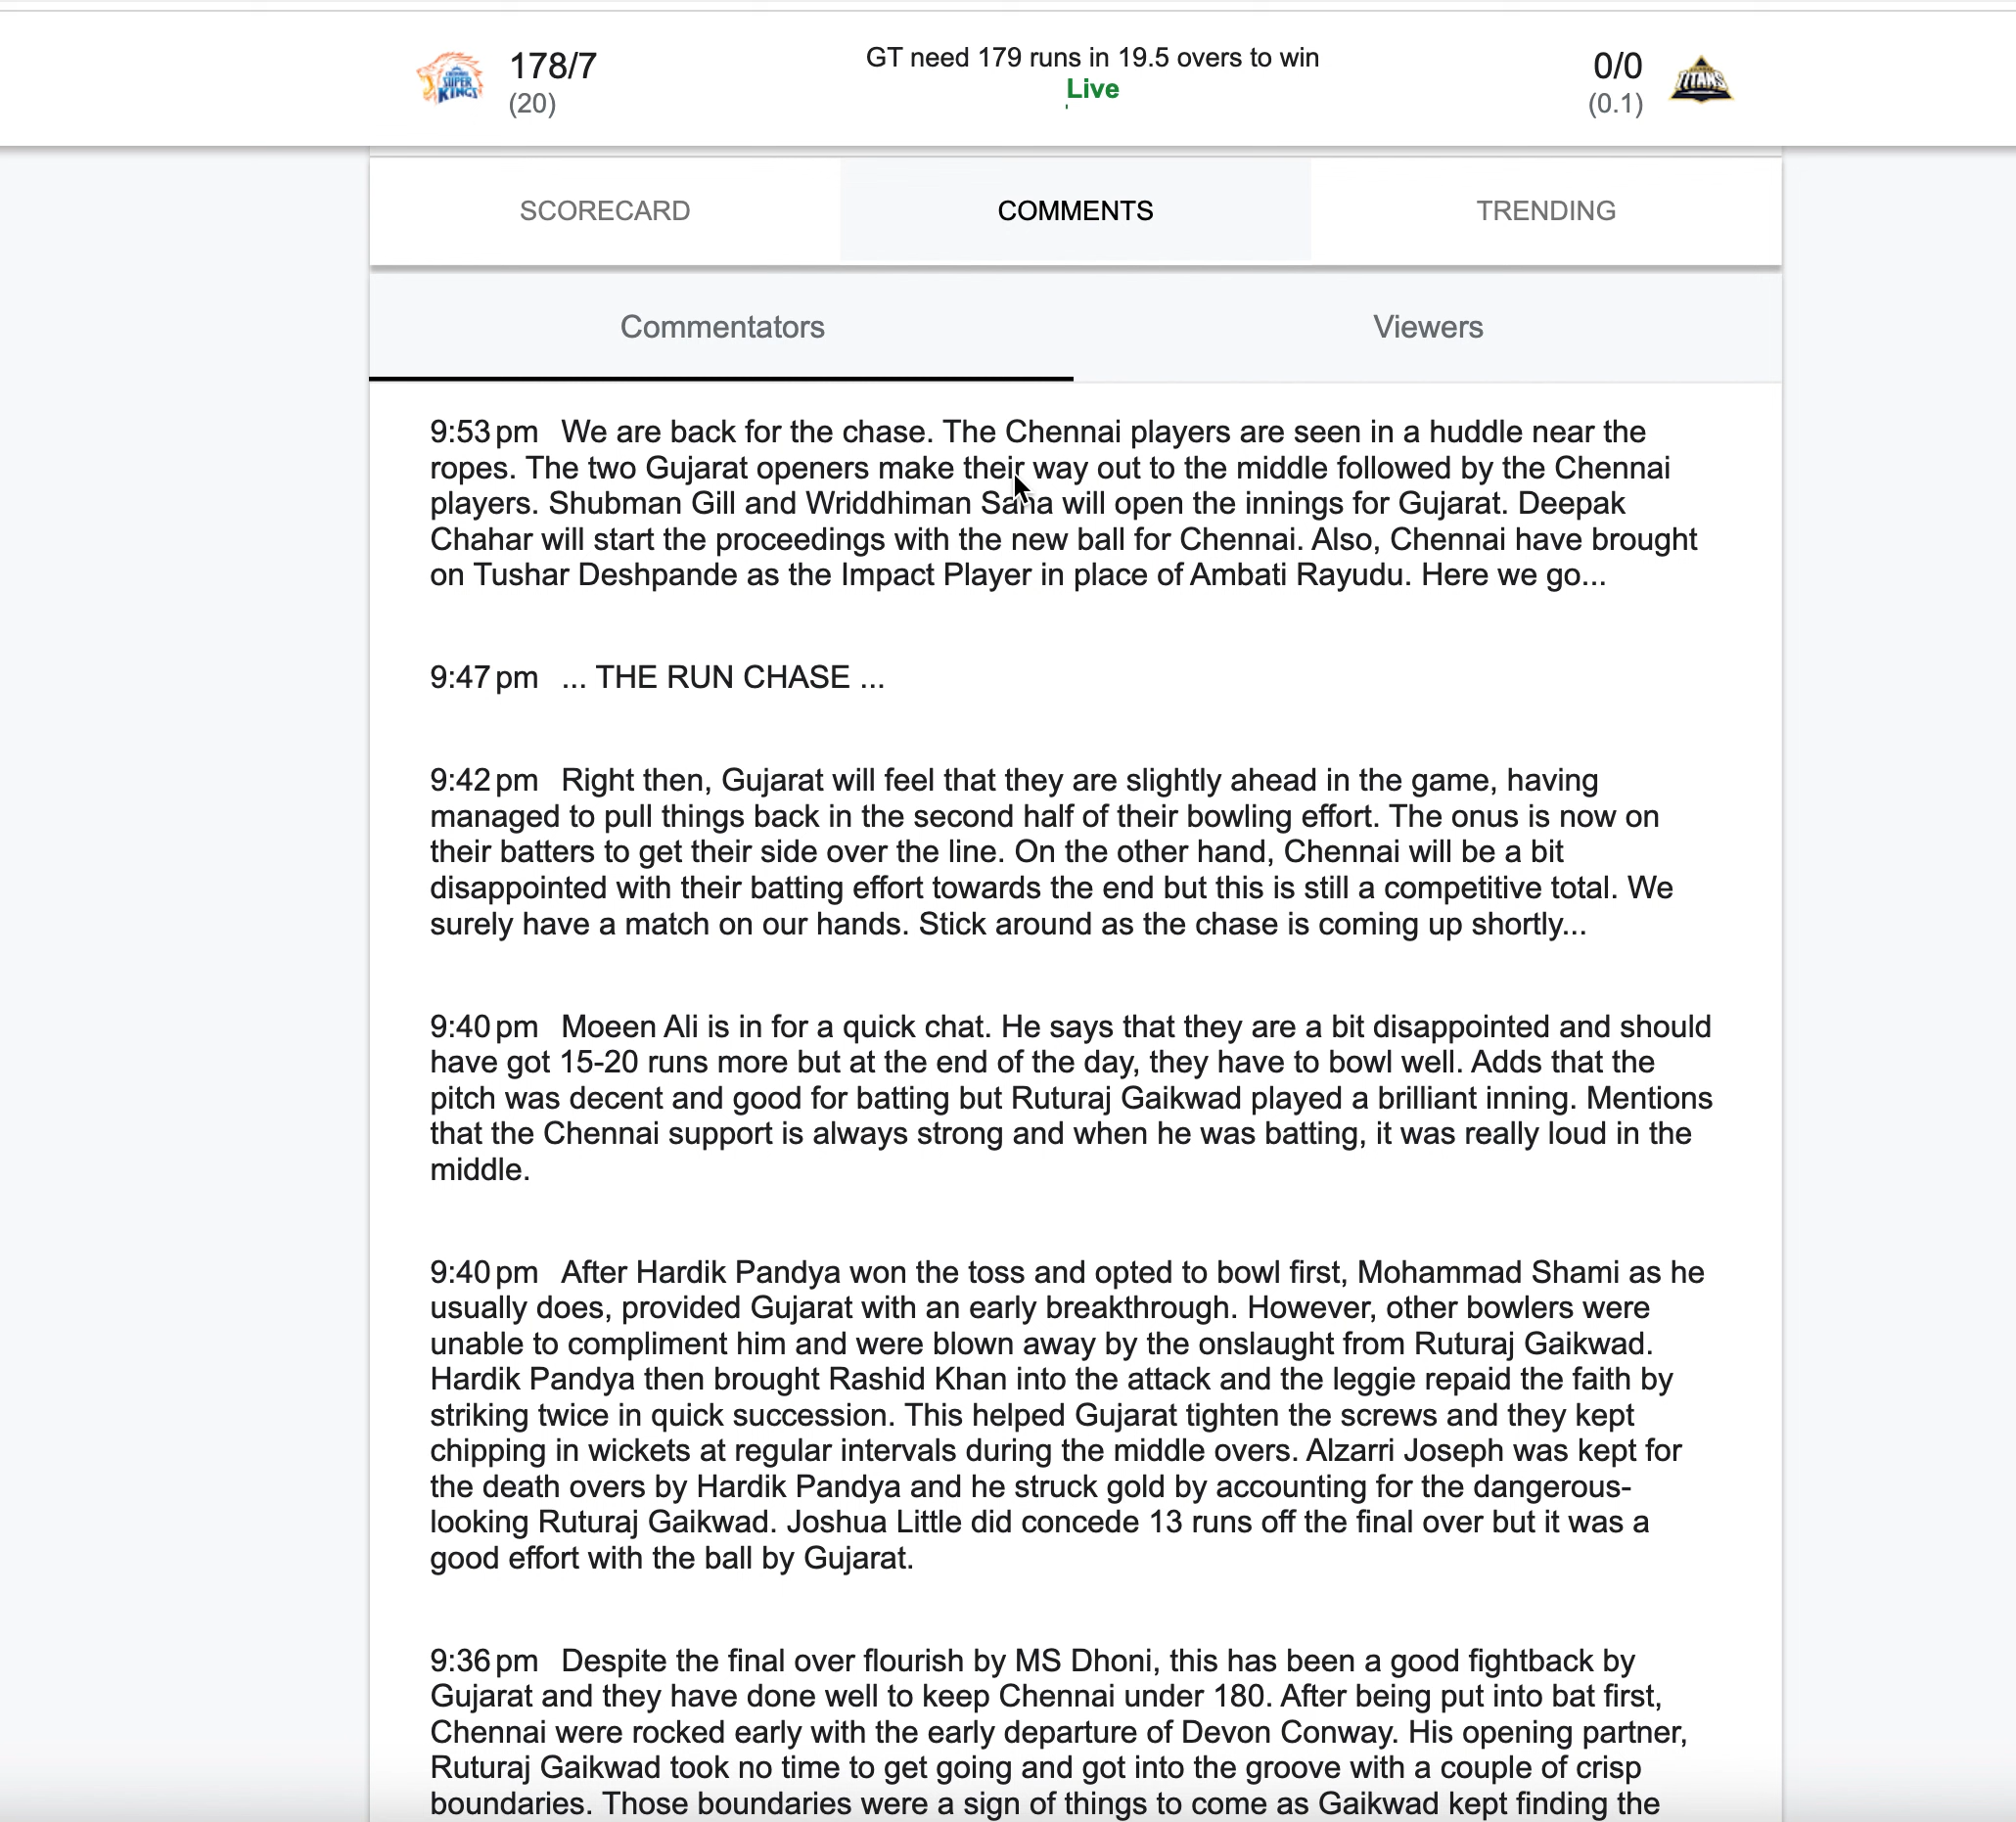 SUPER
KINGS
178/7
(20)
GT need 179 runs in 19.5 overs to win
Live
0/0
(0.1)
TITANS
SCORECARD
COMMENTS
TRENDING
Commentators
Viewers
9:53 pm We are back for the chase. The Chennai players are seen in a huddle near the
ropes. The two Gujarat openers make their way out to the middle followed by the Chennai
players. Shubman Gill and Wriddhiman Saha will open the innings for Gujarat. Deepak
Chahar will start the proceedings with the new ball for Chennai. Also, Chennai have brought
on Tushar Deshpande as the Impact Player in place of Ambati Rayudu. Here we go...
9:47 pm ... THE RUN CHASE ...
9:42 pm Right then, Gujarat will feel that they are slightly ahead in the game, having
managed to pull things back in the second half of their bowling effort. The onus is now on
their batters to get their side over the line. On the other hand, Chennai will be a bit
disappointed with their batting effort towards the end but this is still a competitive total. We
surely have a match on our hands. Stick around as the chase is coming up shortly...
9:40 pm Moeen Ali is in for a quick chat. He says that they are a bit disappointed and should
have got 15-20 runs more but at the end of the day, they have to bowl well. Adds that the
pitch was decent and good for batting but Ruturaj Gaikwad played a brilliant inning. Mentions
that the Chennai support is always strong and when he was batting, it was really loud in the
middle.
9:40 pm After Hardik Pandya won the toss and opted to bowl first, Mohammad Shami as he
usually does, provided Gujarat with an early breakthrough. However, other bowlers were
unable to compliment him and were blown away by the onslaught from Ruturaj Gaikwad.
Hardik Pandya then brought Rashid Khan into the attack and the leggie repaid the faith by
striking twice in quick succession. This helped Gujarat tighten the screws and they kept
chipping in wickets at regular intervals during the middle overs. Alzarri Joseph was kept for
the death overs by Hardik Pandya and he struck gold by accounting for the dangerous-
looking Ruturaj Gaikwad. Joshua Little did concede 13 runs off the final over but it was a
good effort with the ball by Gujarat.
9:36 pm Despite the final over flourish by MS Dhoni, this has been a good fightback by
Gujarat and they have done well to keep Chennai under 180. After being put into bat first,
Chennai were rocked early with the early departure of Devon Conway. His opening partner,
Ruturaj Gaikwad took no time to get going and got into the groove with a couple of crisp
boundaries. Those boundaries were a sign of things to come as Gaikwad kept finding the